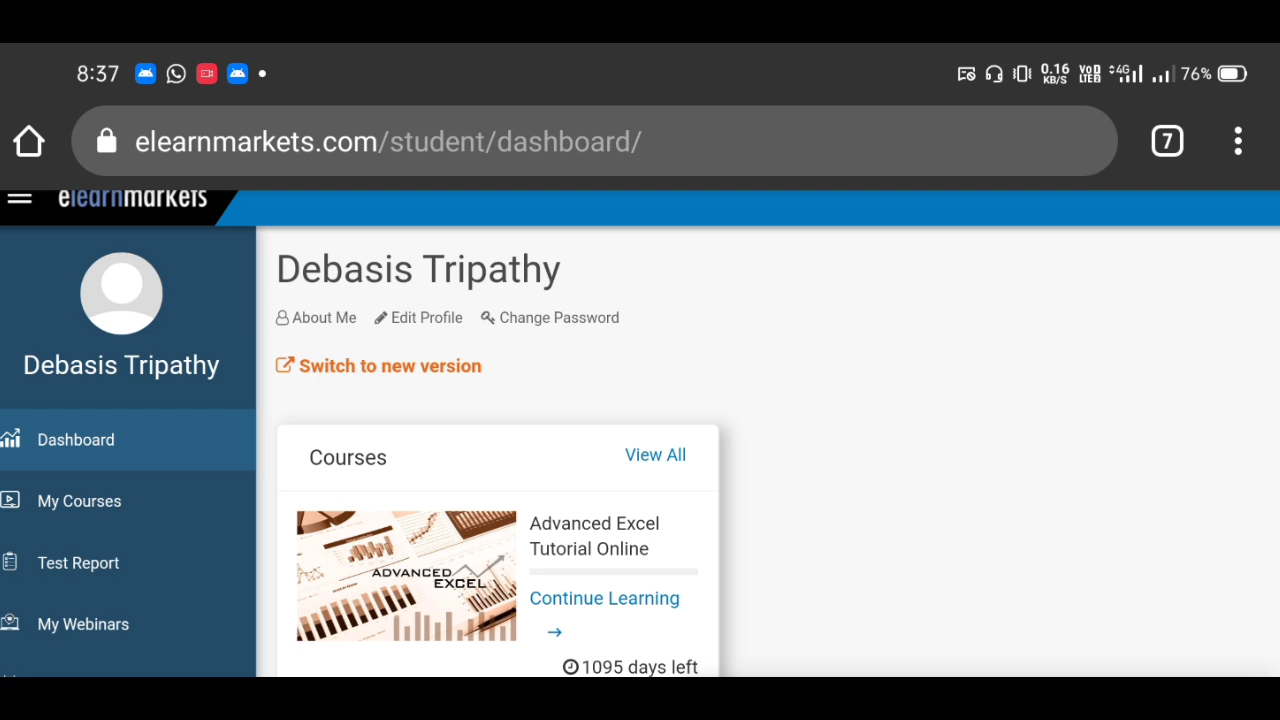 8:37
0.16 KB/S VoD LTE 4G 76%
elearnmarkets.com/student/dashboard/
7
elearnmarkets
Debasis Tripathy
About Me Edit Profile Change Password
Switch to new version
Debasis Tripathy
Dashboard
My Courses
Test Report
My Webinars
Courses View All
ADVANCED
EXCEL
Advanced Excel
Tutorial Online
Continue Learning
→
1095 days left